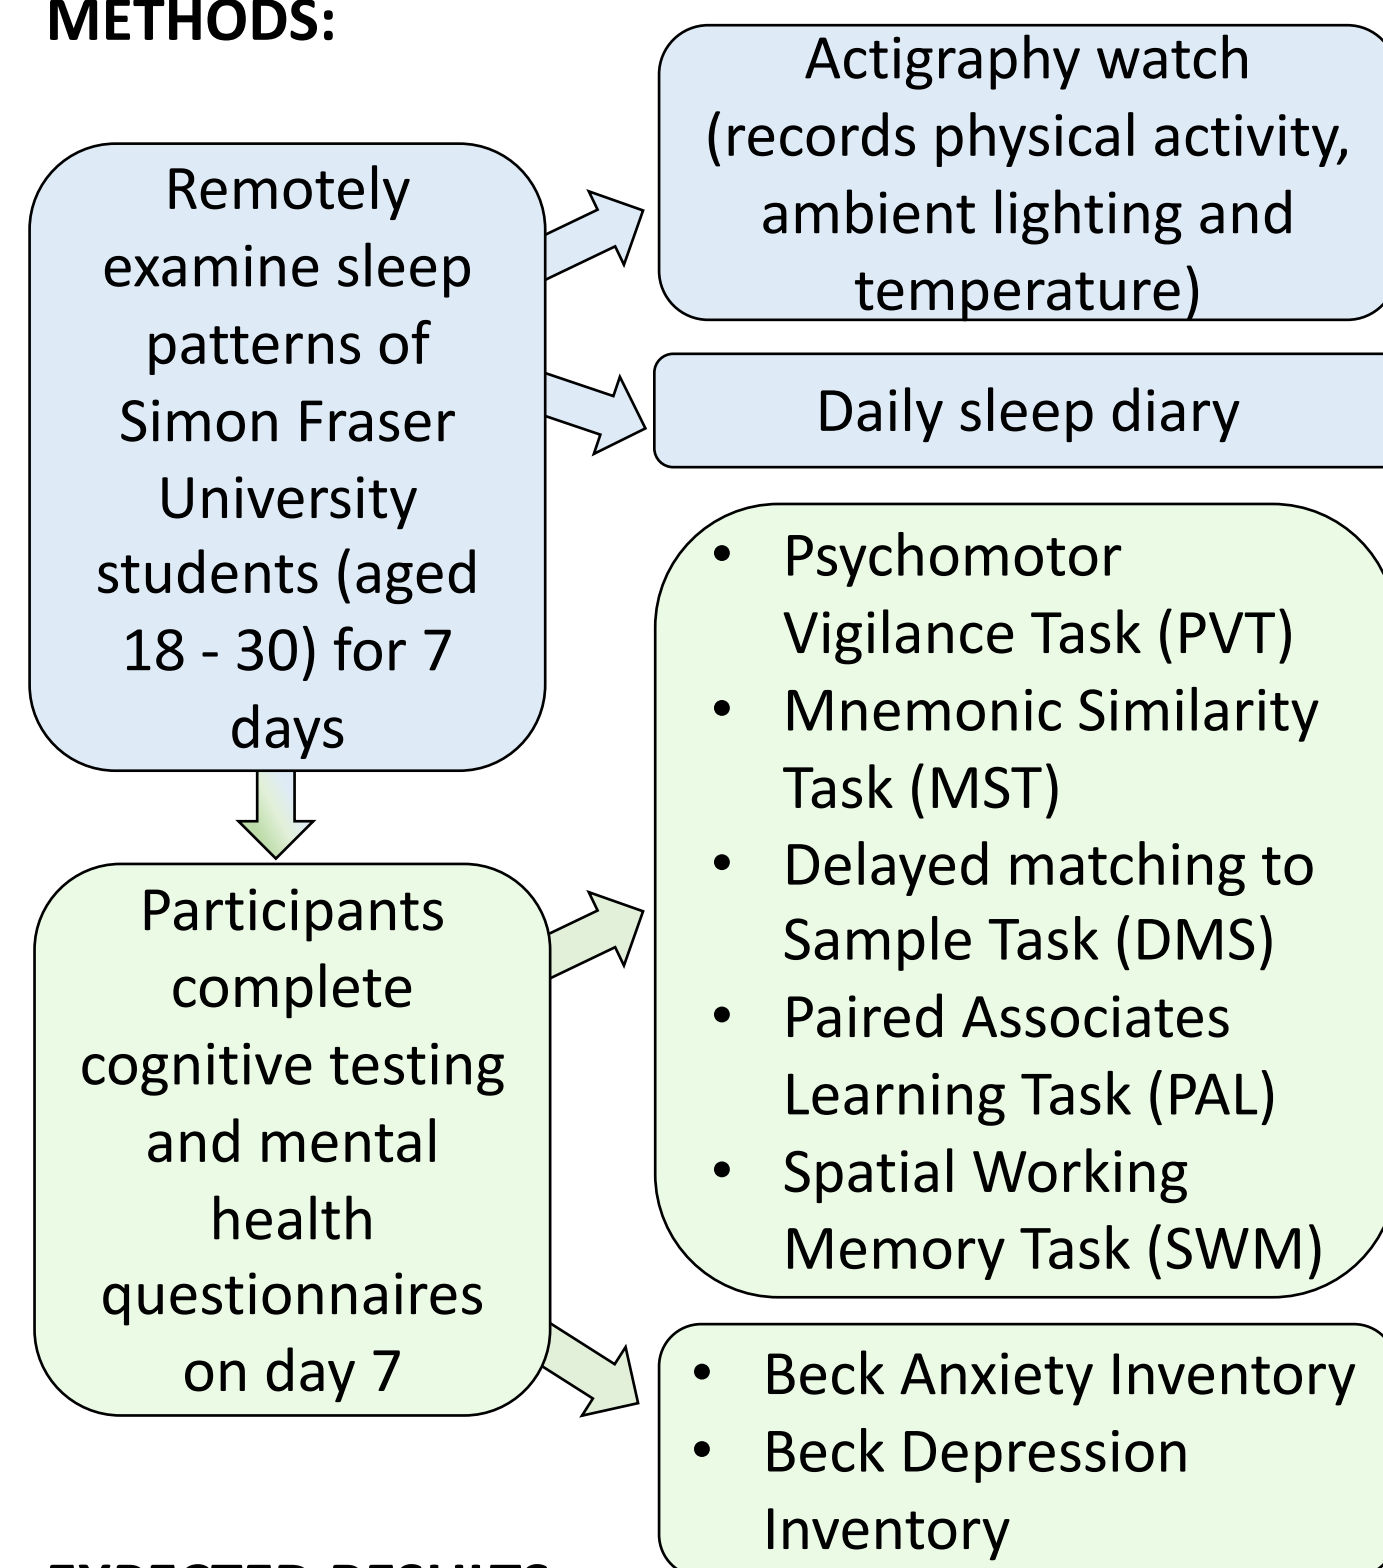 METHODS:
Remotely
examine sleep
patterns of
Simon Fraser
University
students (aged
18 - 30) for 7
days
Actigraphy watch
(records physical activity,
ambient lighting and
temperature)
Daily sleep diary
Participants
complete
cognitive testing
and mental
health
questionnaires
on day 7
• Psychomotor
Vigilance Task (PVT)
• Mnemonic Similarity
Task (MST)
• Delayed matching to
Sample Task (DMS)
• Paired Associates
Learning Task (PAL)
• Spatial Working
Memory Task (SWM)
• Beck Anxiety Inventory
• Beck Depression
Inventory
EXPECTED RESULTS